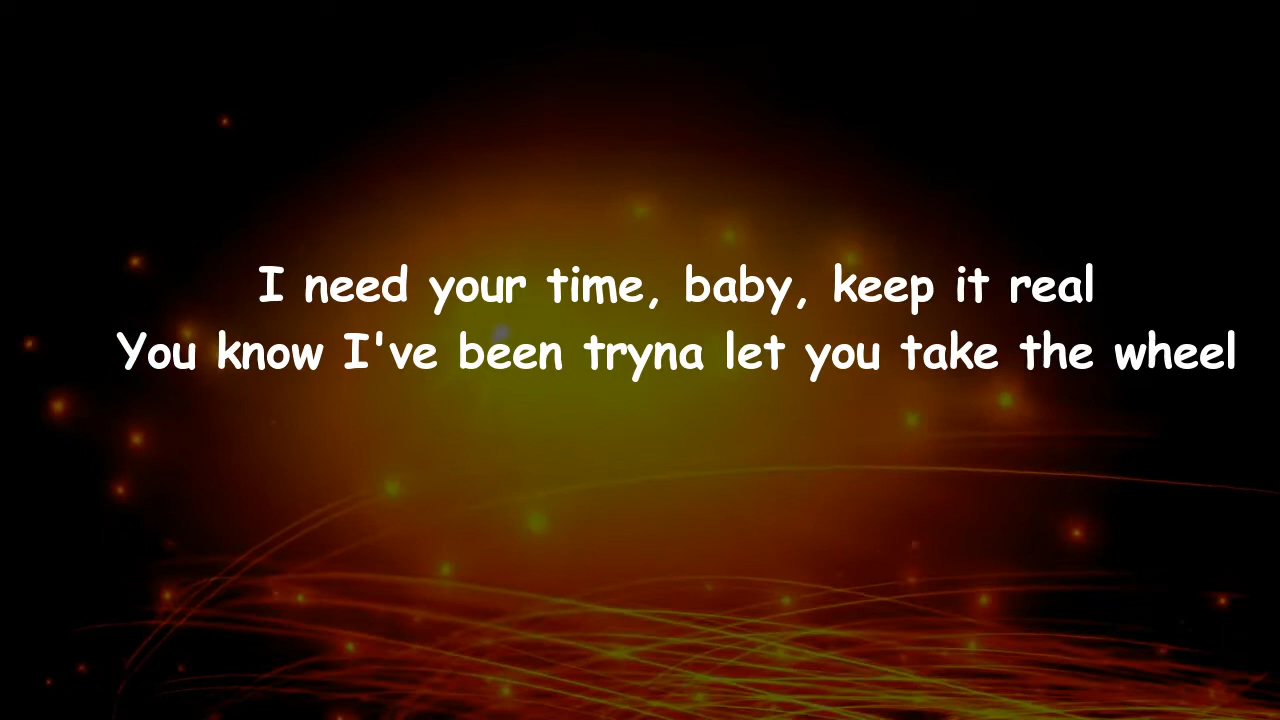 I need your time, baby, keep it real
You know I've been tryna let you take the wheel